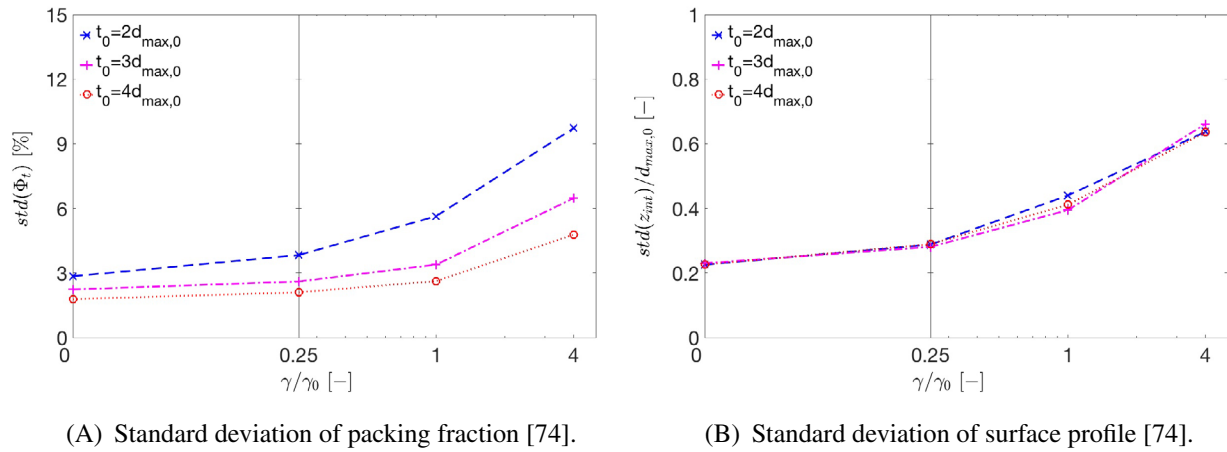 15
12
9
6
3
0
std(Φ_t) [%]
t_0=2d_max,0
t_0=3d_max,0
t_0=4d_max,0
0 0.25 1 4
γ/γ_0 [−]
(A) Standard deviation of packing fraction [74].
1
0.8
0.6
0.4
0.2
0
std(z_int)/d_max,0 [−]
t_0=2d_max,0
t_0=3d_max,0
t_0=4d_max,0
0 0.25 1 4
γ/γ_0 [−]
(B) Standard deviation of surface profile [74].